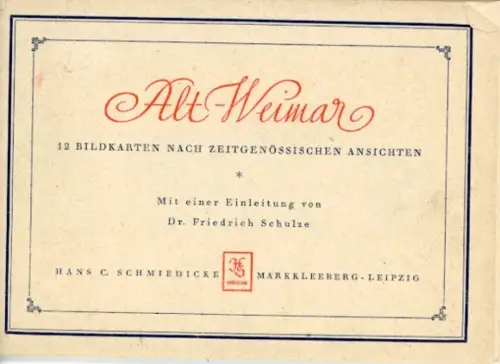 Alt-Weimar
12 BILDKARTEN NACH ZEITGENÖSSISCHEN ANSICHTEN
*
Mit einer Einleitung von
Dr. Friedrich Schulze
HANS C. SCHMIEDICKE MARKKLEEBERG-LEIPZIG